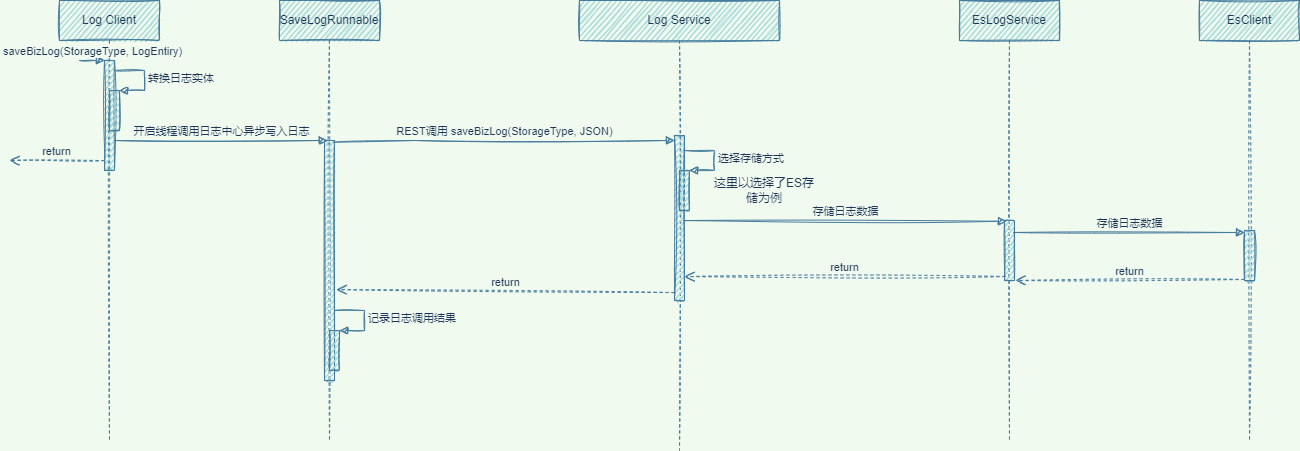 Log Client
SaveLogRunnable
Log Service
EsLogService
EsClient
saveBizLog(StorageType, LogEntiry)
转换日志实体
开启线程调用日志中心异步写入日志
REST调用 saveBizLog(StorageType, JSON)
return
选择存储方式
这里以选择了ES存
储为例
存储日志数据
存储日志数据
return
return
return
记录日志调用结果